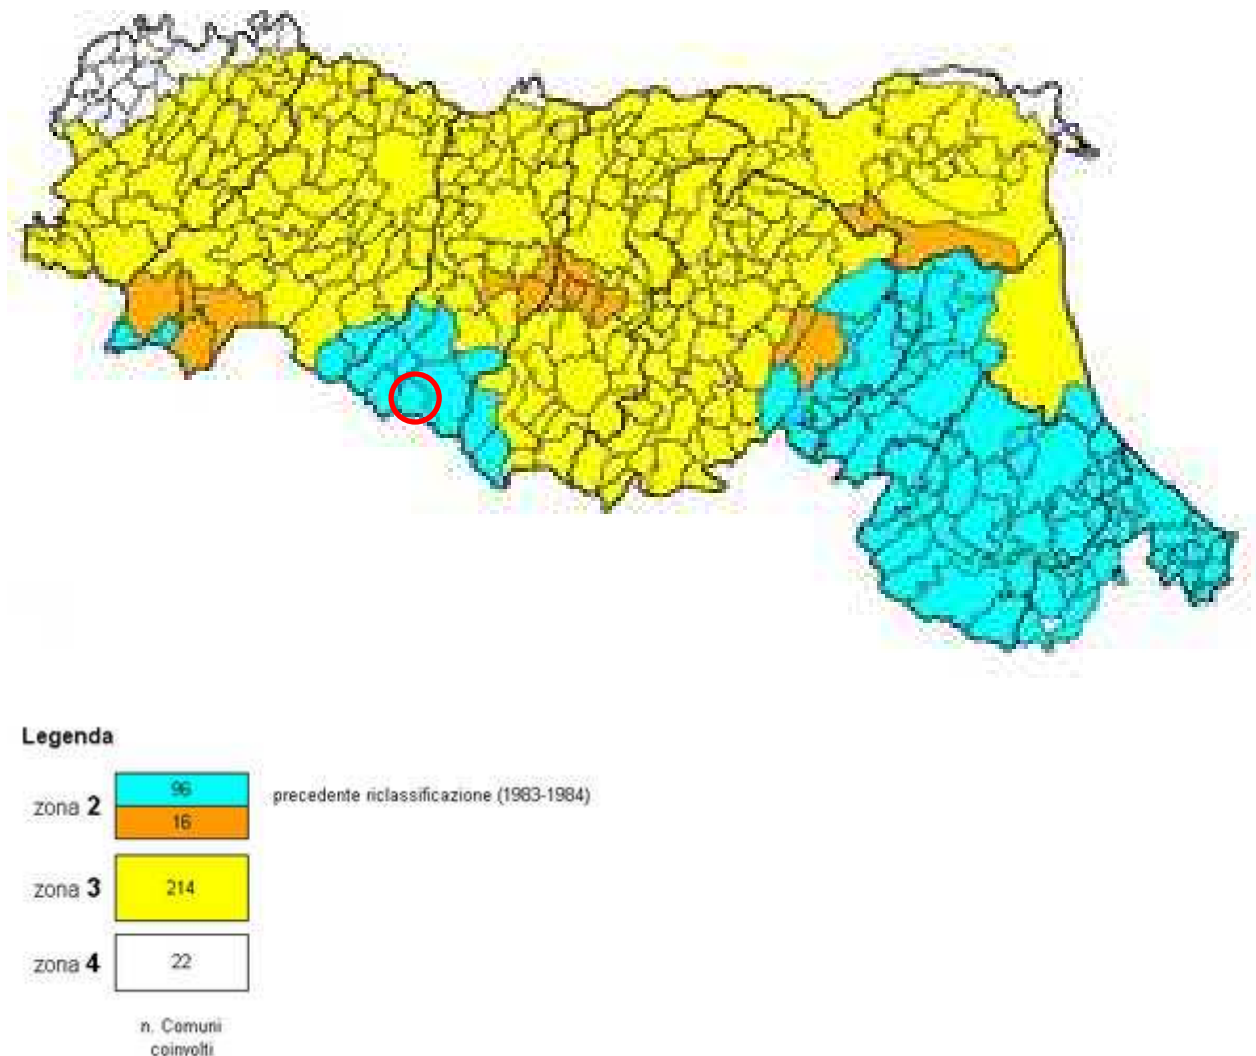 Legenda
zona 2
96
precedente riclassificazione (1983-1984)
16
zona 3
214
zona 4
22
n. Comuni
coinvolti